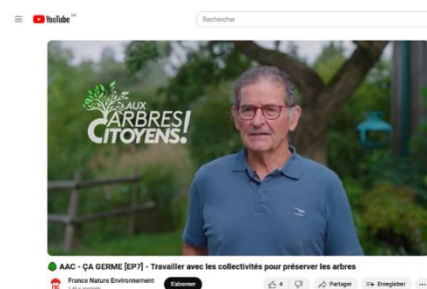 YouTube FR
Rechercher
AUX
ARBRES
CITOYENS!
AAC - ÇA GERME [EP7] - Travailler avec les collectivités pour préserver les arbres
France Nature Environnement
S'abonner
4
Partager
Enregistrer